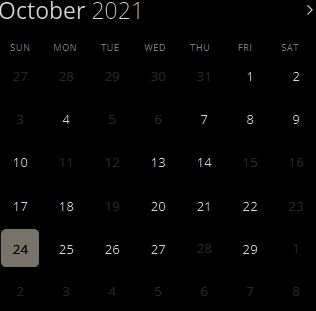 October 2021
SUN MON TUE WED THU FRI SAT
27 28 29 30 31 1 2
3 4 5 6 7 8 9
10 11 12 13 14 15 16
17 18 19 20 21 22 23
24 25 26 27 28 29 1
2 3 4 5 6 7 8